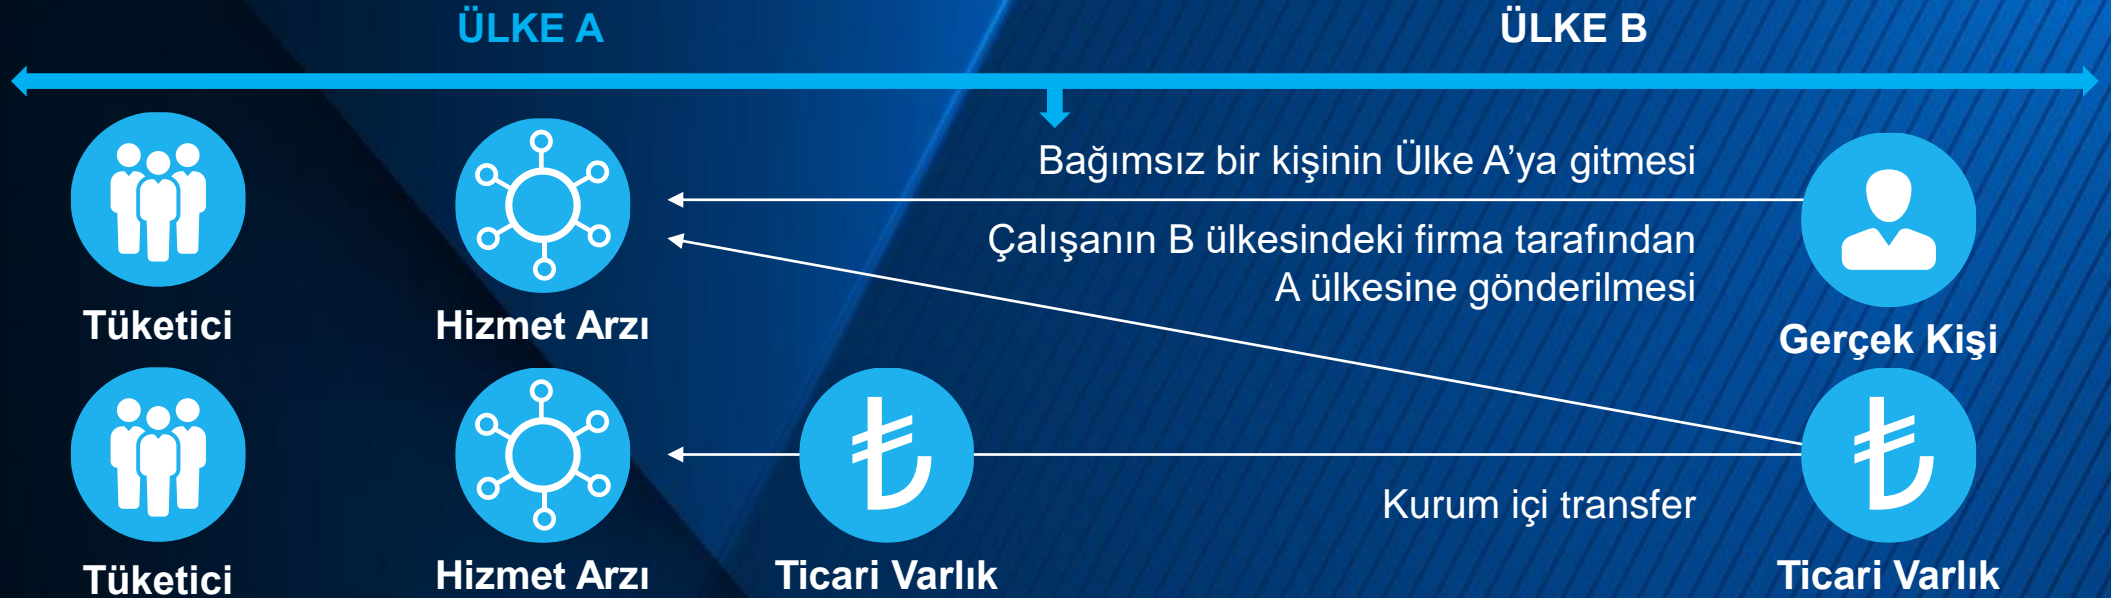 ÜLKE A
ÜLKE B
Bağımsız bir kişinin Ülke A’ya gitmesi
Çalışanın B ülkesindeki firma tarafından
A ülkesine gönderilmesi
Tüketici
Hizmet Arzı
Gerçek Kişi
Kurum içi transfer
Tüketici
Hizmet Arzı
Ticari Varlık
Ticari Varlık